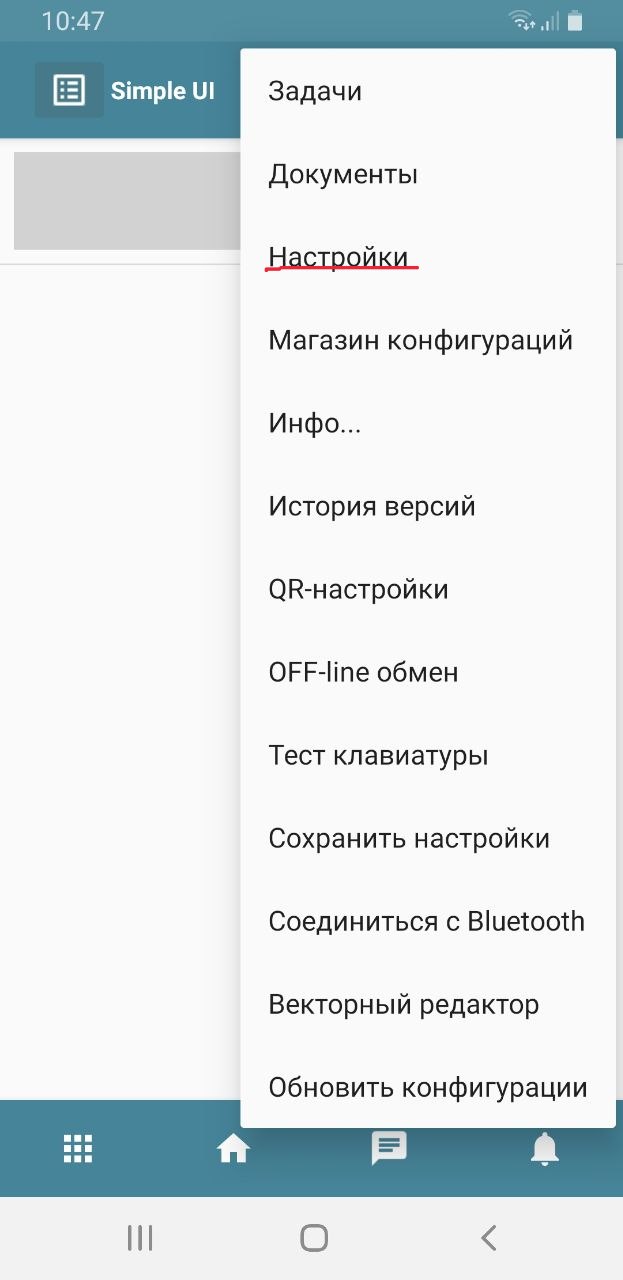 10:47
Simple UI
Задачи
Документы
Настройки
Магазин конфигураций
Инфо...
История версий
QR-настройки
OFF-line обмен
Тест клавиатуры
Сохранить настройки
Соединиться с Bluetooth
Векторный редактор
Обновить конфигурации